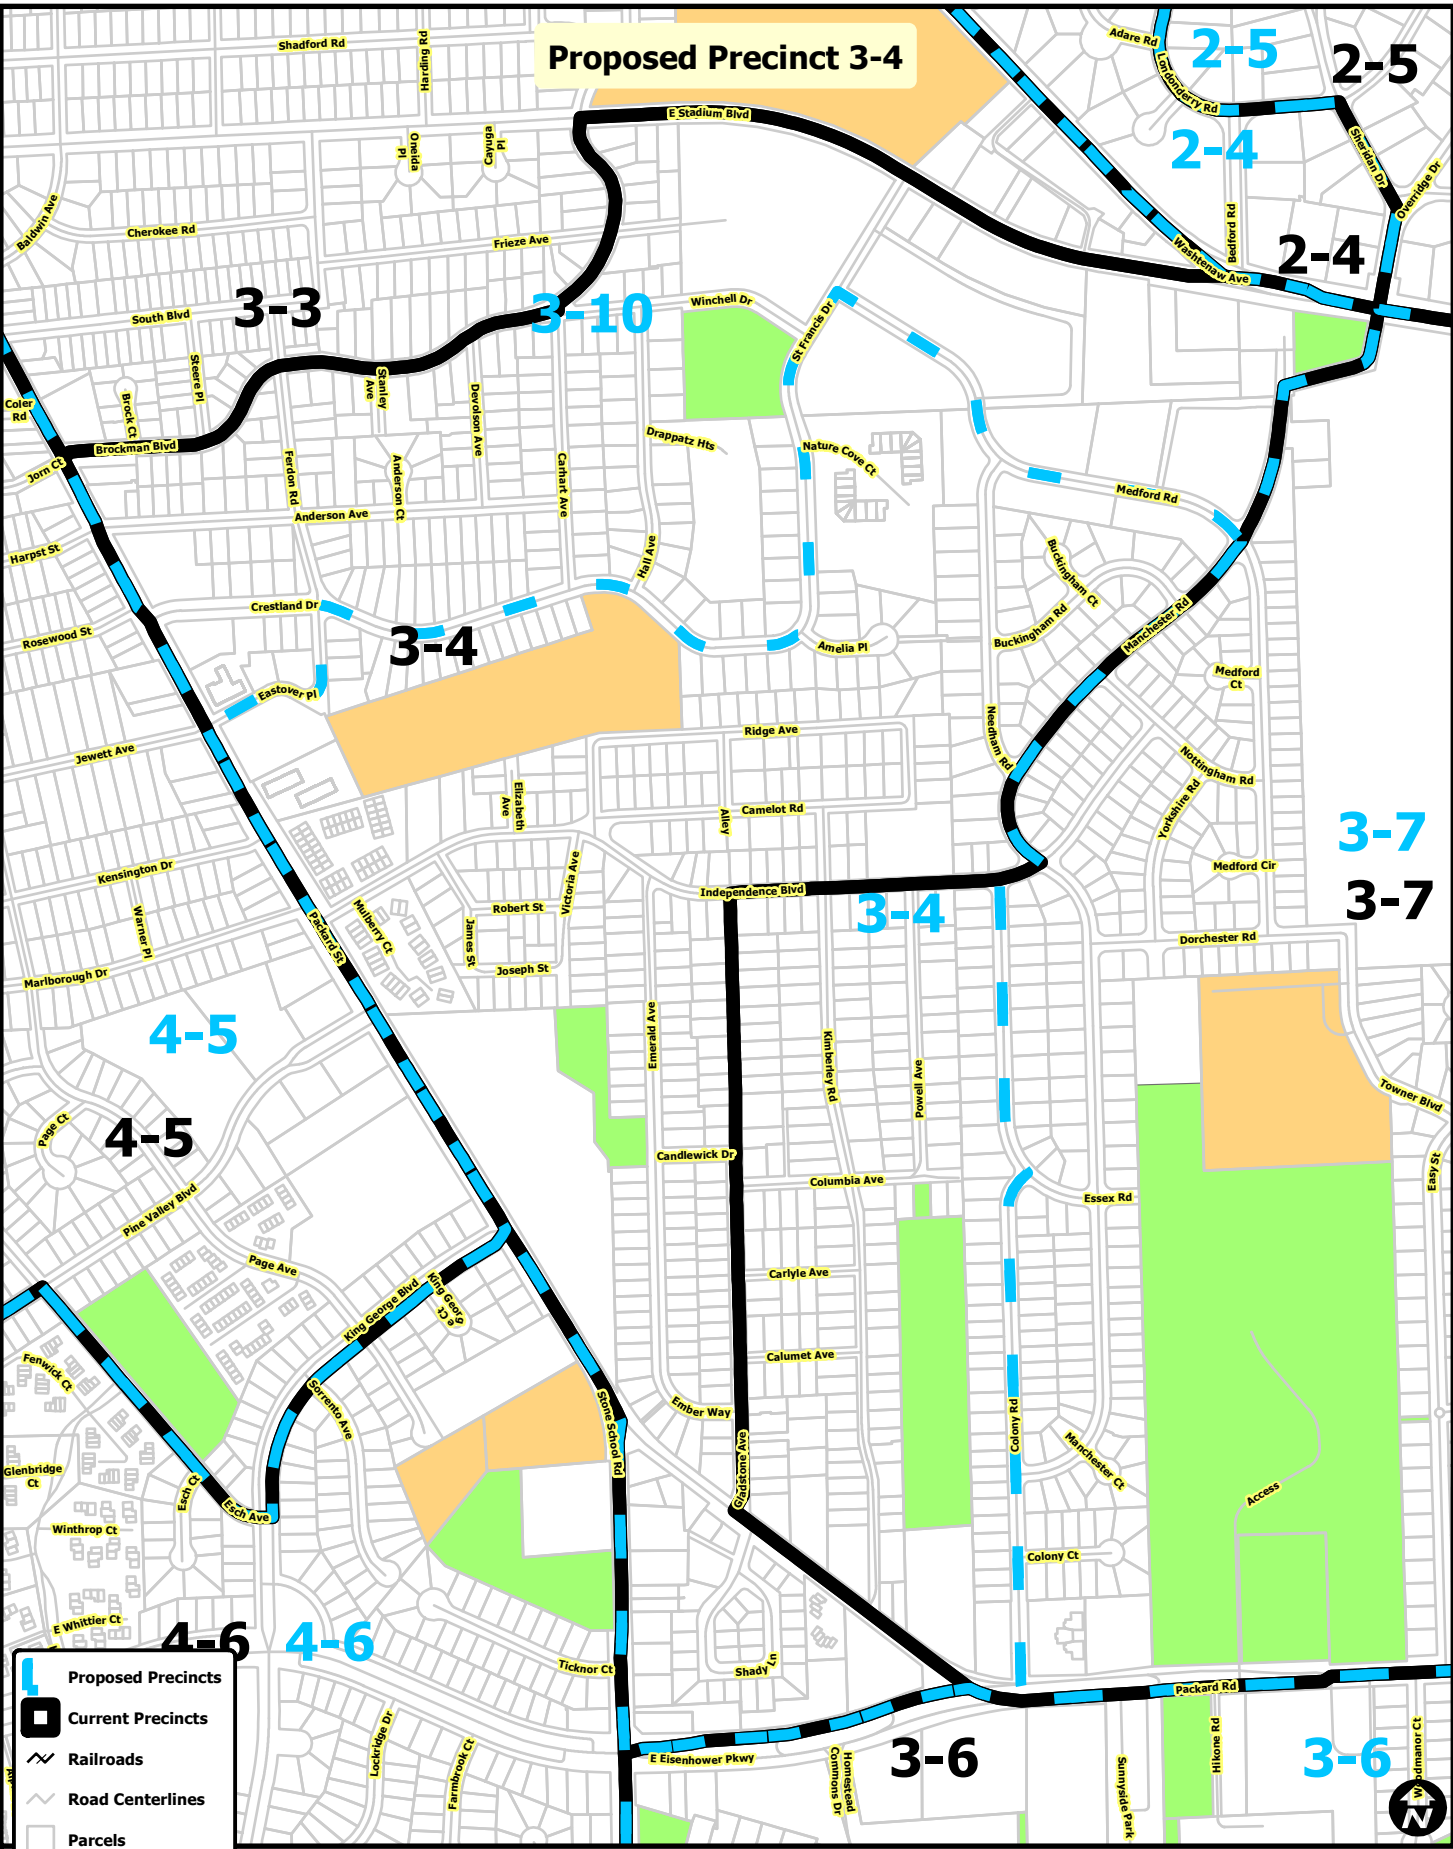 Proposed Precinct 3-4
Shadford Rd
Harding Rd
Adare Rd
2-5
2-5
Londonderry Rd
E Stadium Blvd
Oneida
Pl
Cayuga
Pl
2-4
Sheridan Dr
Overridge Dr
Baldwin Ave
Cherokee Rd
Frieze Ave
Bedford Rd
Washtenaw Ave
2-4
3-3
3-10
South Blvd
Winchell Dr
St Francis Dr
Steere Pl
Stanley
Ave
Coler
Rd
Brock Ct
Devolson Ave
Brockman Blvd
Drappatz Hts
Nature Cove Ct
Jorn Ct
Ferdon Rd
Anderson Ct
Carhart Ave
Medford Rd
Anderson Ave
Harpst St
Hall Ave
Buckingham Ct
Crestland Dr
Buckingham Rd
Manchester Rd
Rosewood St
3-4
Amelia Pl
Medford
Ct
Eastover Pl
Jewett Ave
Ridge Ave
Needham Rd
Nottingham Rd
Elizabeth
Ave
Alley
Camelot Rd
Yorkshire Rd
3-7
Kensington Dr
Victoria Ave
Medford Cir
Independence Blvd
3-7
Warner Pl
Packard St
Mulberry Ct
James St
Robert St
3-4
Dorchester Rd
Marlborough Dr
Joseph St
4-5
Emerald Ave
Kimberley Rd
Powell Ave
Page Ct
4-5
Towner Blvd
Candlewick Dr
Easy St
Columbia Ave
Essex Rd
Pine Valley Blvd
Page Ave
Carlyle Ave
King George Blvd
King Georg
e
Ct
Fenwick Ct
Calumet Ave
Sorrento Ave
Stone School Rd
Ember Way
Colony Rd
Manchester Ct
Glenbridge
Ct
Esch Ct
Gladstone Ave
Access
Esch Ave
Winthrop Ct
Colony Ct
E Whittier Ct
4-6
4-6
Ticknor Ct
Shady Ln
Packard Rd
Proposed Precincts
Current Precincts
Railroads
Road Centerlines
Parcels
Lockridge Dr
Farmbrook Ct
E Eisenhower Pkwy
Homestead
Commons Dr
3-6
Sunnyside Park
Hikone Rd
3-6
Woodmanor Ct
N